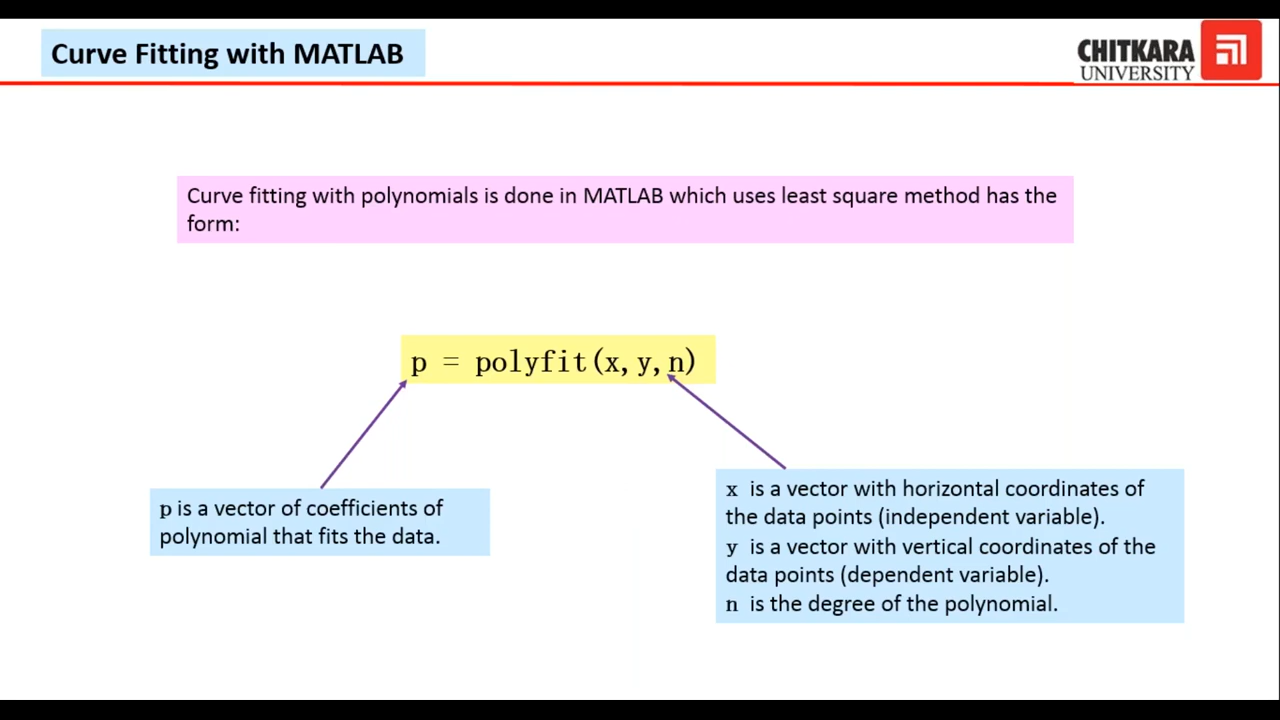 Curve Fitting with MATLAB
CHITKARA
UNIVERSITY
Curve fitting with polynomials is done in MATLAB which uses least square method has the
form:
p = polyfit(x,y,n)
p is a vector of coefficients of
polynomial that fits the data.
x is a vector with horizontal coordinates of
the data points (independent variable).
y is a vector with vertical coordinates of the
data points (dependent variable).
n is the degree of the polynomial.